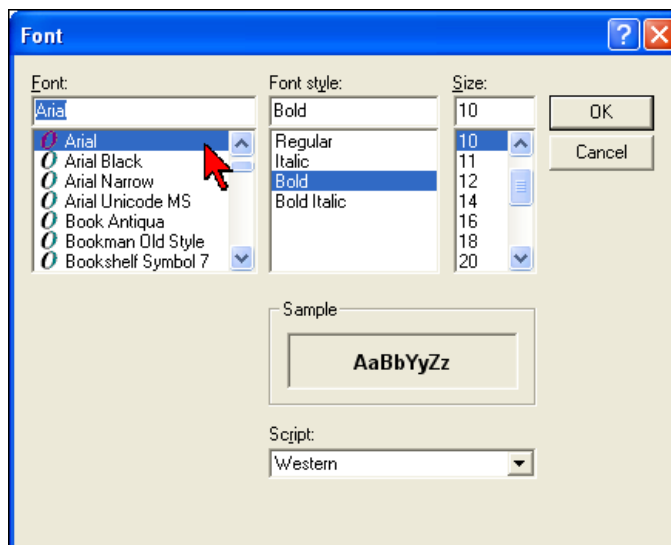 Font
Font:
Arial
Arial
Arial Black
Arial Narrow
Arial Unicode MS
Book Antiqua
Bookman Old Style
Bookshelf Symbol 7
Font style:
Bold
Regular
Italic
Bold
Bold Italic
Size:
10
10
11
12
14
16
18
20
OK
Cancel
Sample
AaBbYyZz
Script:
Western